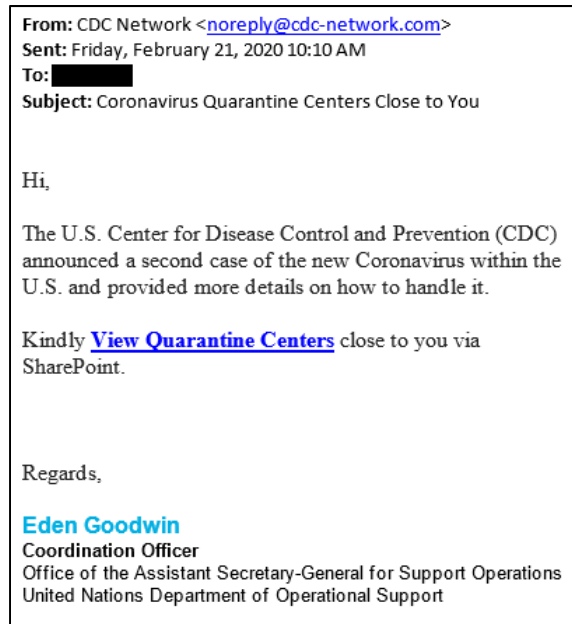 From: CDC Network <noreply@cdc-network.com>
Sent: Friday, February 21, 2020 10:10 AM
To:
Subject: Coronavirus Quarantine Centers Close to You
Hi,
The U.S. Center for Disease Control and Prevention (CDC)
announced a second case of the new Coronavirus within the
U.S. and provided more details on how to handle it.
Kindly View Quarantine Centers close to you via
SharePoint.
Regards,
Eden Goodwin
Coordination Officer
Office of the Assistant Secretary-General for Support Operations
United Nations Department of Operational Support